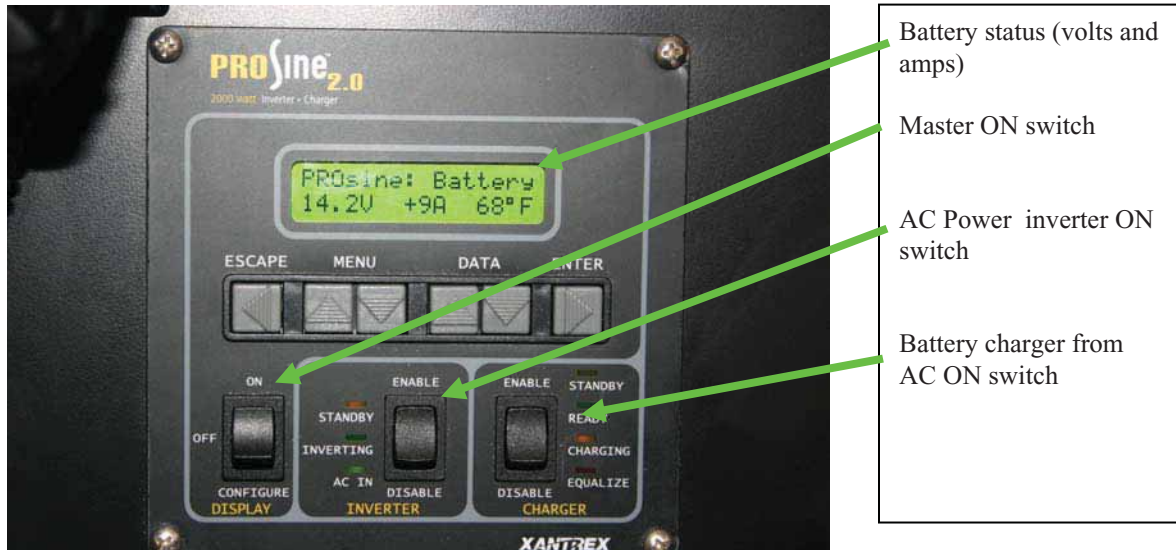 PROSINE 2.0
2000 watt Inverter • Charger
PROsine: Battery
14.2V +9A 68°F
ESCAPE MENU DATA ENTER
ON
OFF
CONFIGURE
DISPLAY
ENABLE
STANDBY
INVERTING
AC IN
DISABLE
INVERTER
ENABLE
STANDBY
READY
CHARGING
EQUALIZE
DISABLE
CHARGER
XANTREX
Battery status (volts and
amps)
Master ON switch
AC Power inverter ON
switch
Battery charger from
AC ON switch